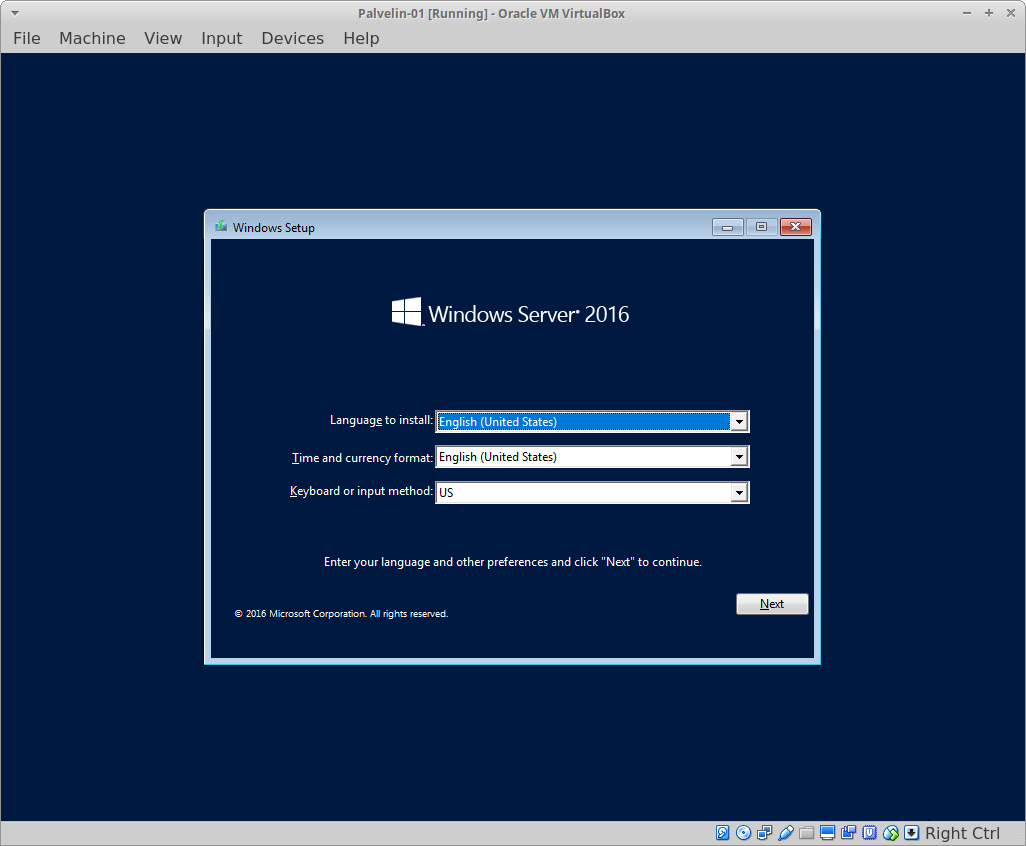 Palvelin-01 [Running] - Oracle VM VirtualBox
File Machine View Input Devices Help
Windows Setup
Windows Server® 2016
Language to install: English (United States)
Time and currency format: English (United States)
Keyboard or input method: US
Enter your language and other preferences and click "Next" to continue.
Next
© 2016 Microsoft Corporation. All rights reserved.
Right Ctrl